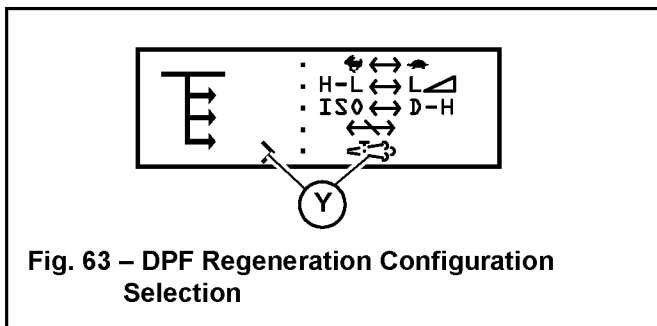 H-L ↔ L
ISO ↔ D-H
Y
Fig. 63 – DPF Regeneration Configuration
Selection